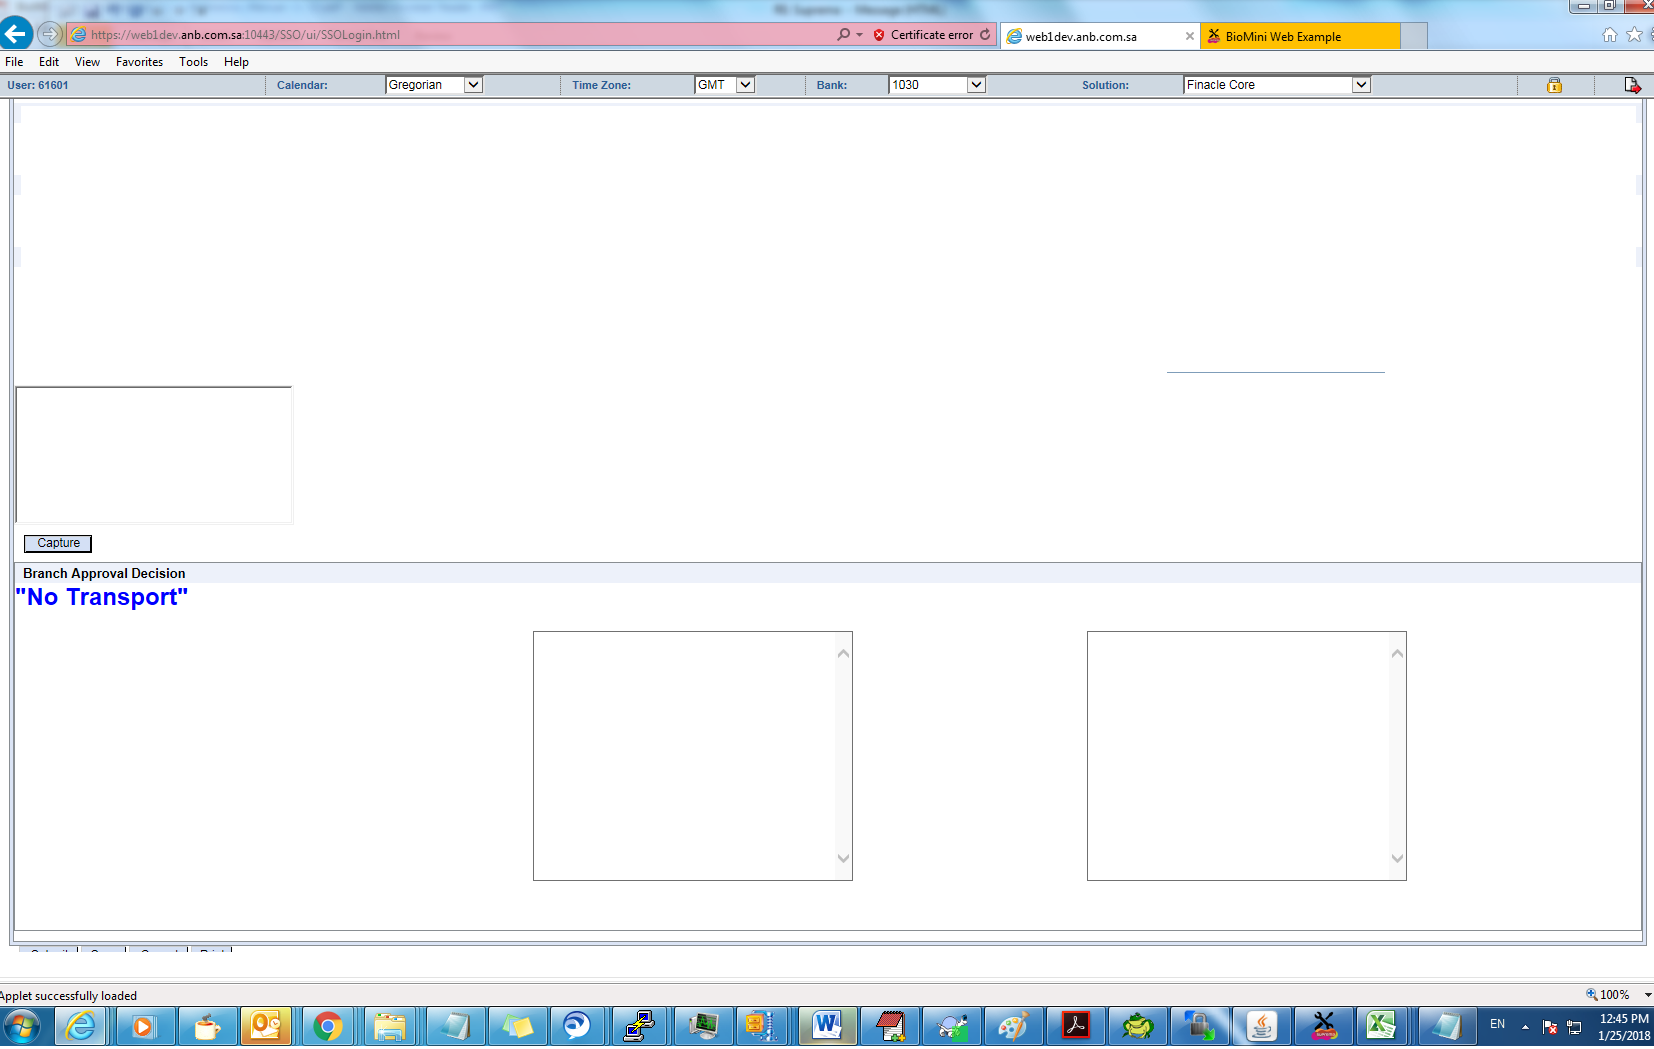 https://web1dev.anb.com.sa:10443/SSO/ui/SSOLogin.html
Certificate error
web1dev.anb.com.sa
BioMini Web Example
File Edit View Favorites Tools Help
User: 61601 Calendar: Gregorian Time Zone: GMT Bank: 1030 Solution: Finacle Core
Capture
Branch Approval Decision
"No Transport"
Applet successfully loaded
100%
EN
12:45 PM
1/25/2018